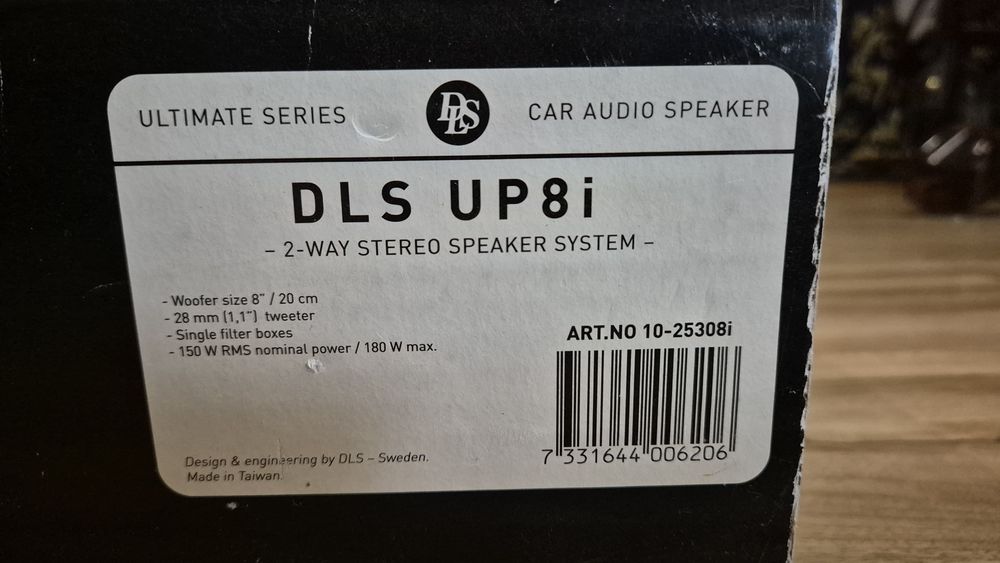 ULTIMATE SERIES DLS CAR AUDIO SPEAKER
DLS UP8i
– 2-WAY STEREO SPEAKER SYSTEM –
- Woofer size 8" / 20 cm
- 28 mm (1,1") tweeter
- Single filter boxes
- 150 W RMS nominal power / 180 W max.
ART.NO 10-25308i
7 331644 006206
Design & engineering by DLS – Sweden.
Made in Taiwan.